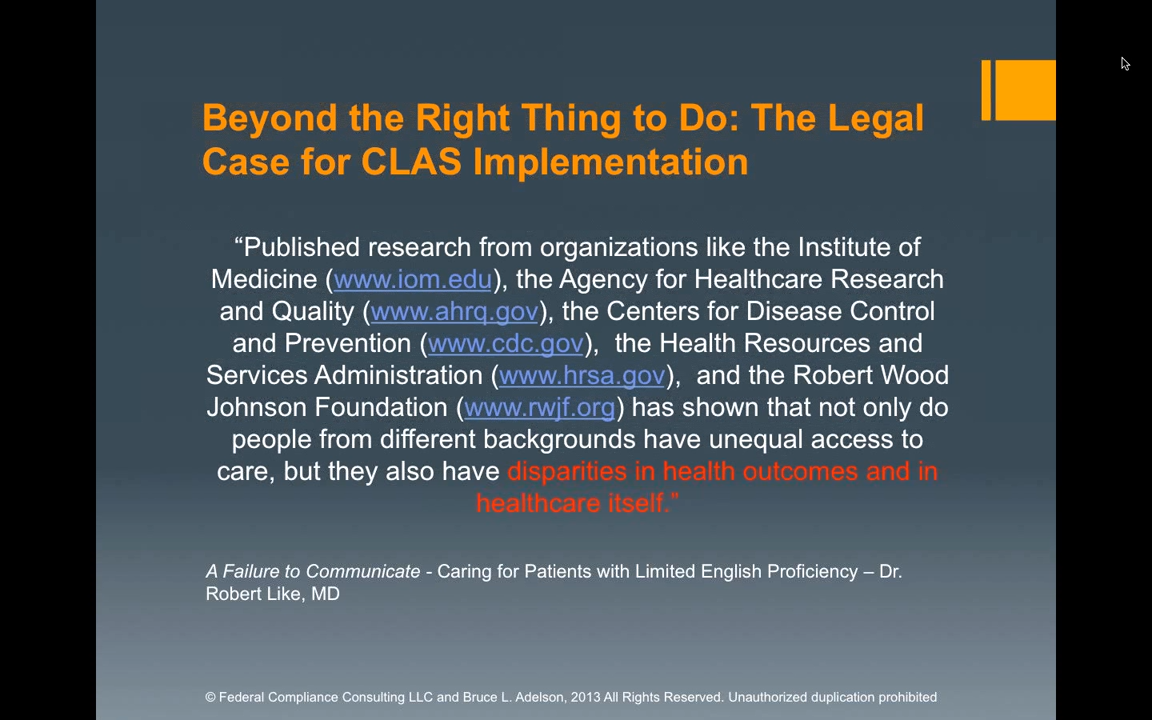 Beyond the Right Thing to Do: The Legal
Case for CLAS Implementation
“Published research from organizations like the Institute of
Medicine (www.iom.edu), the Agency for Healthcare Research
and Quality (www.ahrq.gov), the Centers for Disease Control
and Prevention (www.cdc.gov),  the Health Resources and
Services Administration (www.hrsa.gov),  and the Robert Wood
Johnson Foundation (www.rwjf.org) has shown that not only do
people from different backgrounds have unequal access to
care, but they also have disparities in health outcomes and in
healthcare itself.”
A Failure to Communicate - Caring for Patients with Limited English Proficiency – Dr.
Robert Like, MD
© Federal Compliance Consulting LLC and Bruce L. Adelson, 2013 All Rights Reserved. Unauthorized duplication prohibited